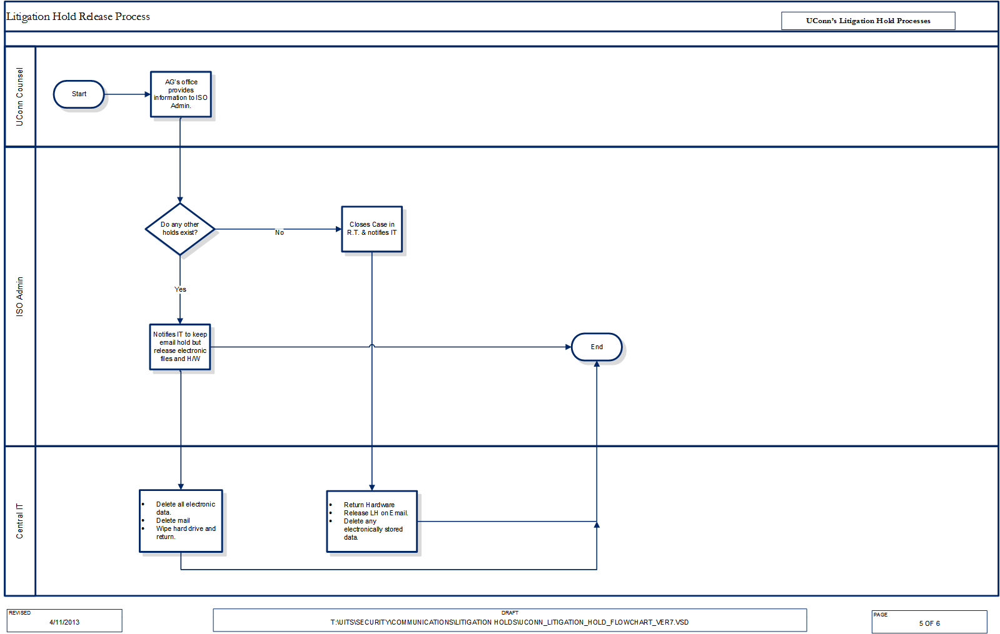 Litigation Hold Release Process
UConn's Litigation Hold Processes
UConn Counsel
Start
AG's office
provides
information to ISO
Admin.
ISO Admin
Do any other
holds exist?
No
Closes Case in
R.T. & notifies IT
Yes
Notifies IT to keep
email hold but
release electronic
files and H/W
End
Central IT
• Delete all electronic
data.
• Delete mail
• Wipe hard drive and
return.
• Return Hardware
• Release LH on Email.
• Delete any
electronically stored
data.
REVISED
4/11/2013
DRAFT
T:\UITS\SECURITY\COMMUNICATIONS\LITIGATION HOLDS\UCONN_LITIGATION_HOLD_FLOWCHART_VER7.VSD
PAGE
5 OF 6